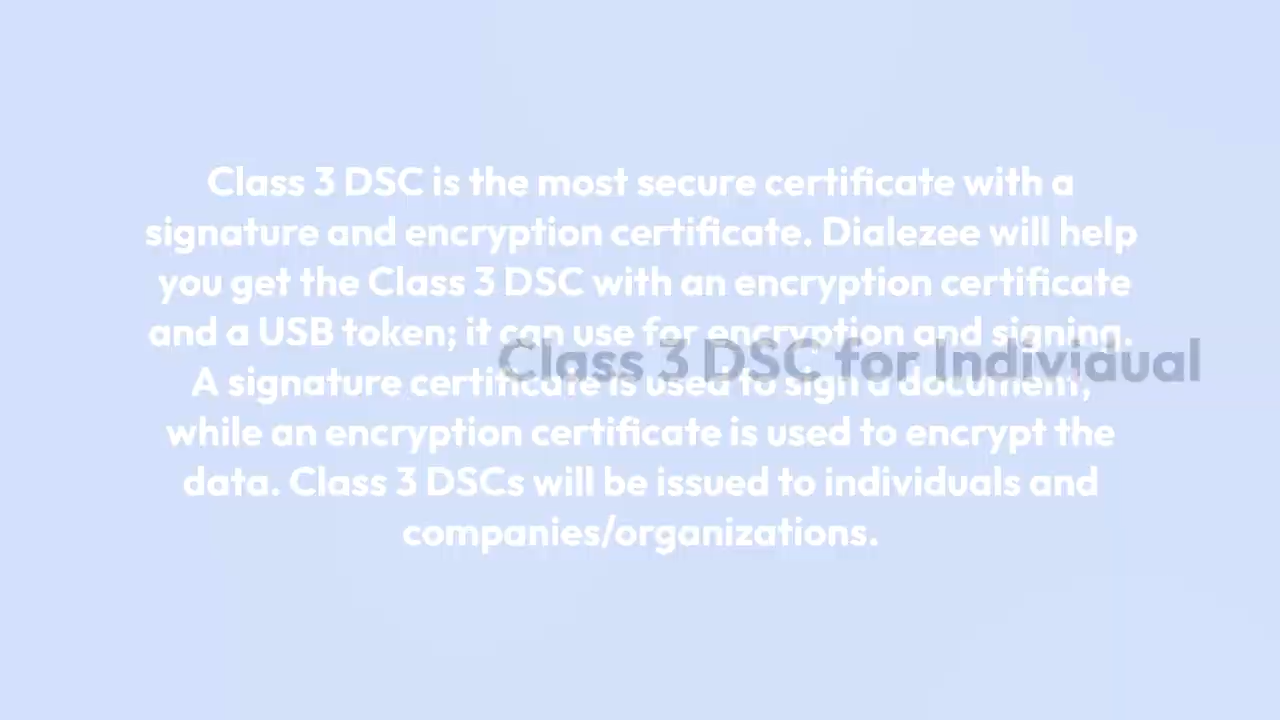 Class 3 DSC is the most secure certificate with a
signature and encryption certificate. Dialezee will help
you get the Class 3 DSC with an encryption certificate
and a USB token; it can use for encryption and signing.
Class 3 DSC for Individual
A signature certificate is used to sign a document,
while an encryption certificate is used to encrypt the
data. Class 3 DSCs will be issued to individuals and
companies/organizations.